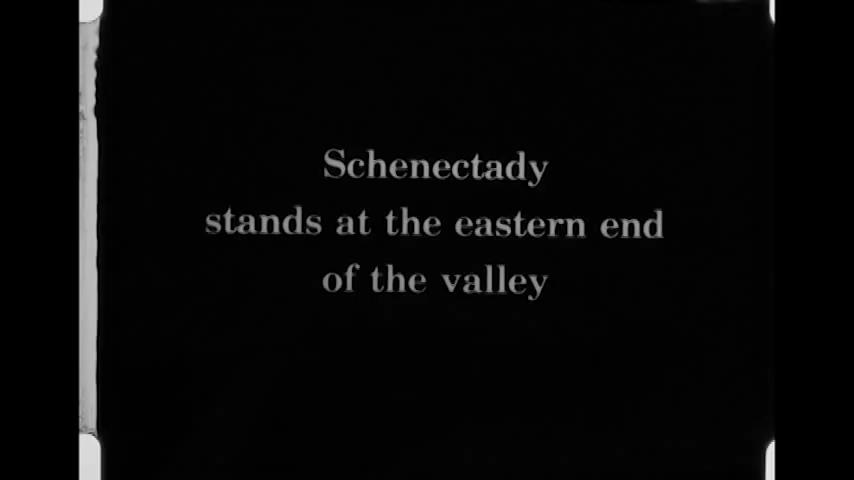 Schenectady
stands at the eastern end
of the valley